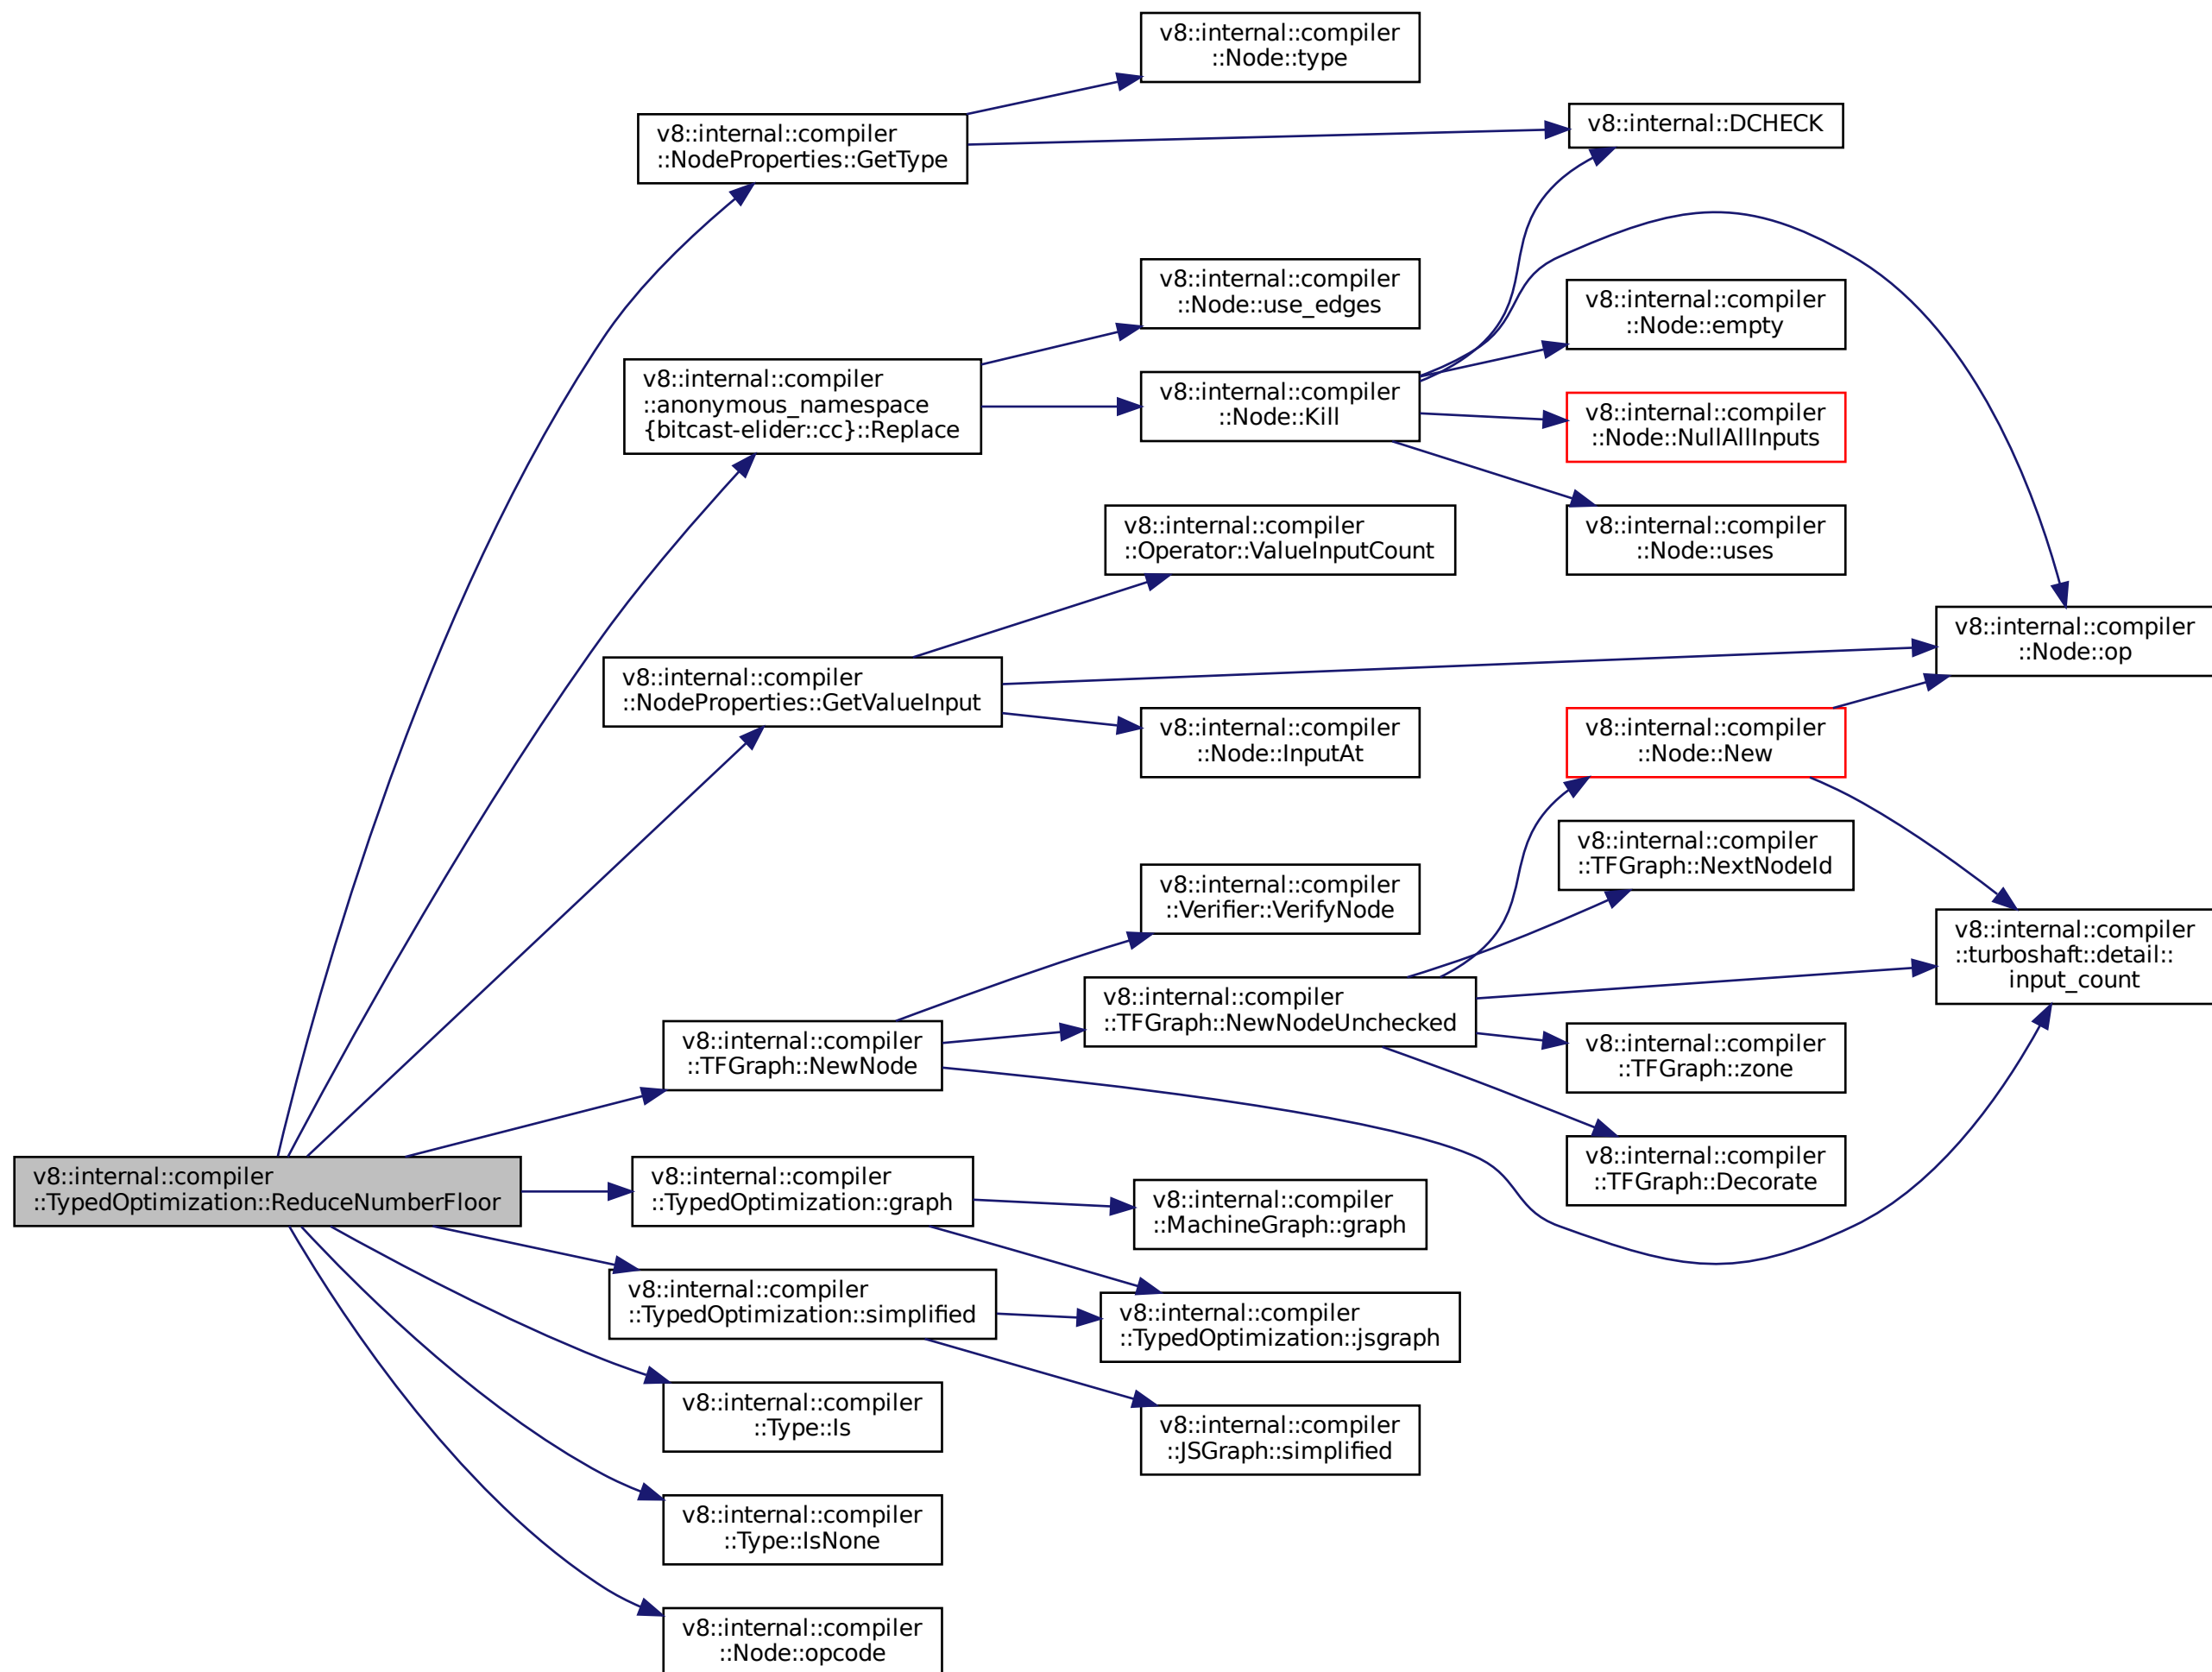 v8::internal::compiler
::Node::type
v8::internal::DCHECK
v8::internal::compiler
::NodeProperties::GetType
v8::internal::compiler
::Node::use_edges
v8::internal::compiler
::Node::empty
v8::internal::compiler
::anonymous_namespace
{bitcast-elider::cc}::Replace
v8::internal::compiler
::Node::Kill
v8::internal::compiler
::Node::NullAllInputs
v8::internal::compiler
::Operator::ValueInputCount
v8::internal::compiler
::Node::uses
v8::internal::compiler
::Node::op
v8::internal::compiler
::NodeProperties::GetValueInput
v8::internal::compiler
::Node::InputAt
v8::internal::compiler
::Node::New
v8::internal::compiler
::TFGraph::NextNodeId
v8::internal::compiler
::Verifier::VerifyNode
v8::internal::compiler
::turboshaft::detail::
input_count
v8::internal::compiler
::TFGraph::NewNodeUnchecked
v8::internal::compiler
::TFGraph::NewNode
v8::internal::compiler
::TFGraph::zone
v8::internal::compiler
::TFGraph::Decorate
v8::internal::compiler
::TypedOptimization::ReduceNumberFloor
v8::internal::compiler
::TypedOptimization::graph
v8::internal::compiler
::MachineGraph::graph
v8::internal::compiler
::TypedOptimization::simplified
v8::internal::compiler
::TypedOptimization::jsgraph
v8::internal::compiler
::Type::Is
v8::internal::compiler
::JSGraph::simplified
v8::internal::compiler
::Type::IsNone
v8::internal::compiler
::Node::opcode